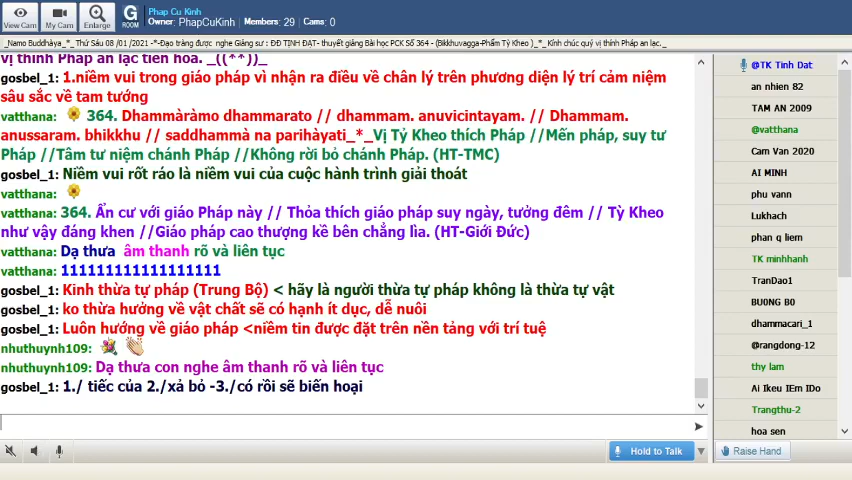 View Cam
My Cam
Enlarge
G
ROOM
Phap Cu Kinh
Owner: PhapCuKinh Members: 29 Cams: 0
_Namo Buddhàya_*_ Thứ Sáu 08 /01 /2021 -*-Đạo tràng được nghe Giảng sư : ĐĐ TỊNH ĐẠT- thuyết giảng Bài học PCK Số 364 - (Bikkhuvagga-Phẩm Tỳ Kheo )_*_ Kính chúc quý vị thính Pháp an lạc._
vị thính Pháp an lạc tiến hóa. _((**))_
gosbel_1: 1.niềm vui trong giáo pháp vì nhận ra điều về chân lý trên phương diện lý trí cảm niệm
sâu sắc về tam tướng
vatthana: 364. Dhammàràmo dhammarato // dhammam. anuvicintayam. // Dhammam.
anussaram. bhikkhu // saddhammà na parihàyati_*_Vị Tỷ Kheo thích Pháp //Mến pháp, suy tư
Pháp //Tâm tư niệm chánh Pháp //Không rời bỏ chánh Pháp. (HT-TMC)
gosbel_1: Niềm vui rốt ráo là niềm vui của cuộc hành trình giải thoát
vatthana:
vatthana: 364. Ẩn cư với giáo Pháp này // Thỏa thích giáo pháp suy ngày, tưởng đêm // Tỳ Kheo
như vậy đáng khen //Giáo pháp cao thượng kề bên chẳng lìa. (HT-Giới Đức)
vatthana: Dạ thưa âm thanh rõ và liên tục
vatthana: 1111111111111111111
gosbel_1: Kinh thừa tự pháp (Trung Bộ) < hãy là người thừa tự pháp không là thừa tự vật
gosbel_1: ko thừa hưởng về vật chất sẽ có hạnh ít dục, dễ nuôi
gosbel_1: Luôn hướng về giáo pháp <niềm tin được đặt trên nền tảng với trí tuệ
nhuthuynh109:
nhuthuynh109: Dạ thưa con nghe âm thanh rõ và liên tục
gosbel_1: 1./ tiếc của 2./xả bỏ -3./có rồi sẽ biến hoại
Hold to Talk
@TK Tinh Dat
an nhien 82
TAM AN 2009
@vatthana
Cam Van 2020
AI MINH
phu vann
Lukhach
phan q liem
TK minhhanh
TranDao1
BU0NG B0
dhammacari_1
@rangdong-12
thy lam
Ai Ikeu IEm IDo
Trangthu-2
hoa sen
Raise Hand